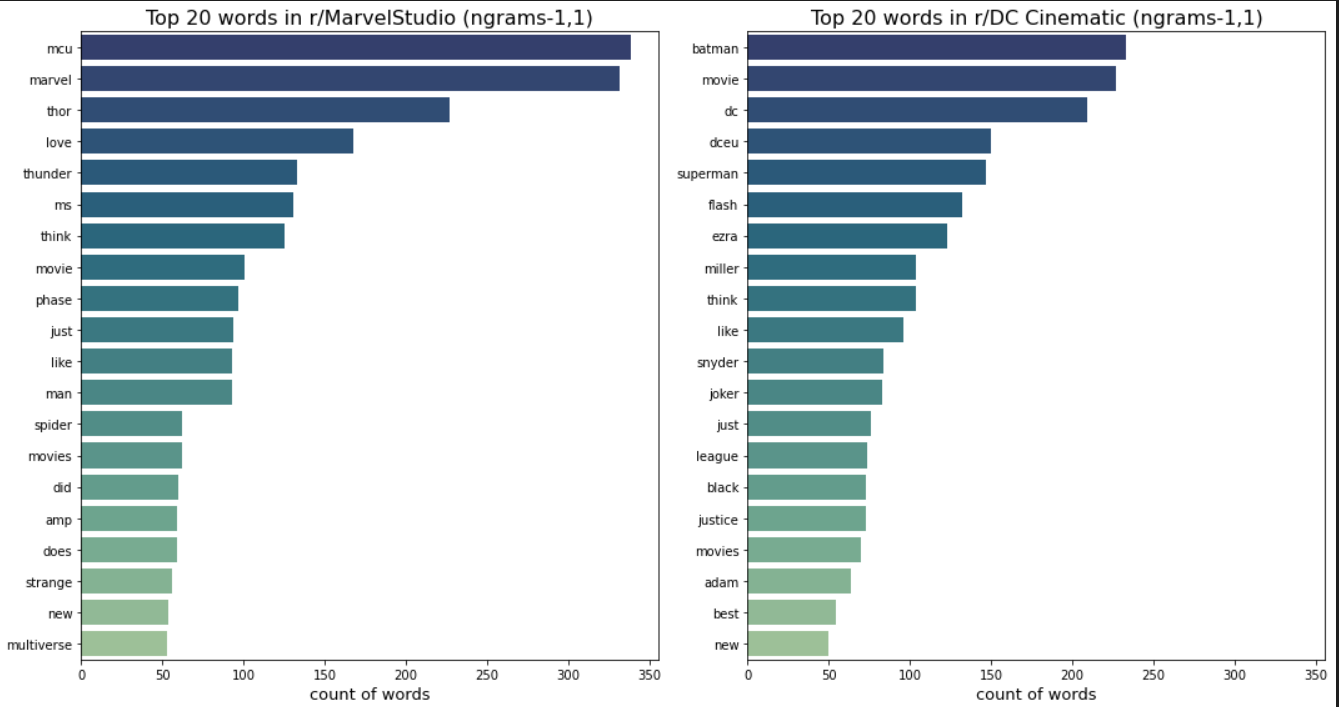 Top 20 words in r/MarvelStudio (ngrams-1,1)
mcu
marvel
thor
love
thunder
ms
think
movie
phase
just
like
man
spider
movies
did
amp
does
strange
new
multiverse
0 50 100 150 200 250 300 350
count of words
Top 20 words in r/DC Cinematic (ngrams-1,1)
batman
movie
dc
dceu
superman
flash
ezra
miller
think
like
snyder
joker
just
league
black
justice
movies
adam
best
new
0 50 100 150 200 250 300 350
count of words